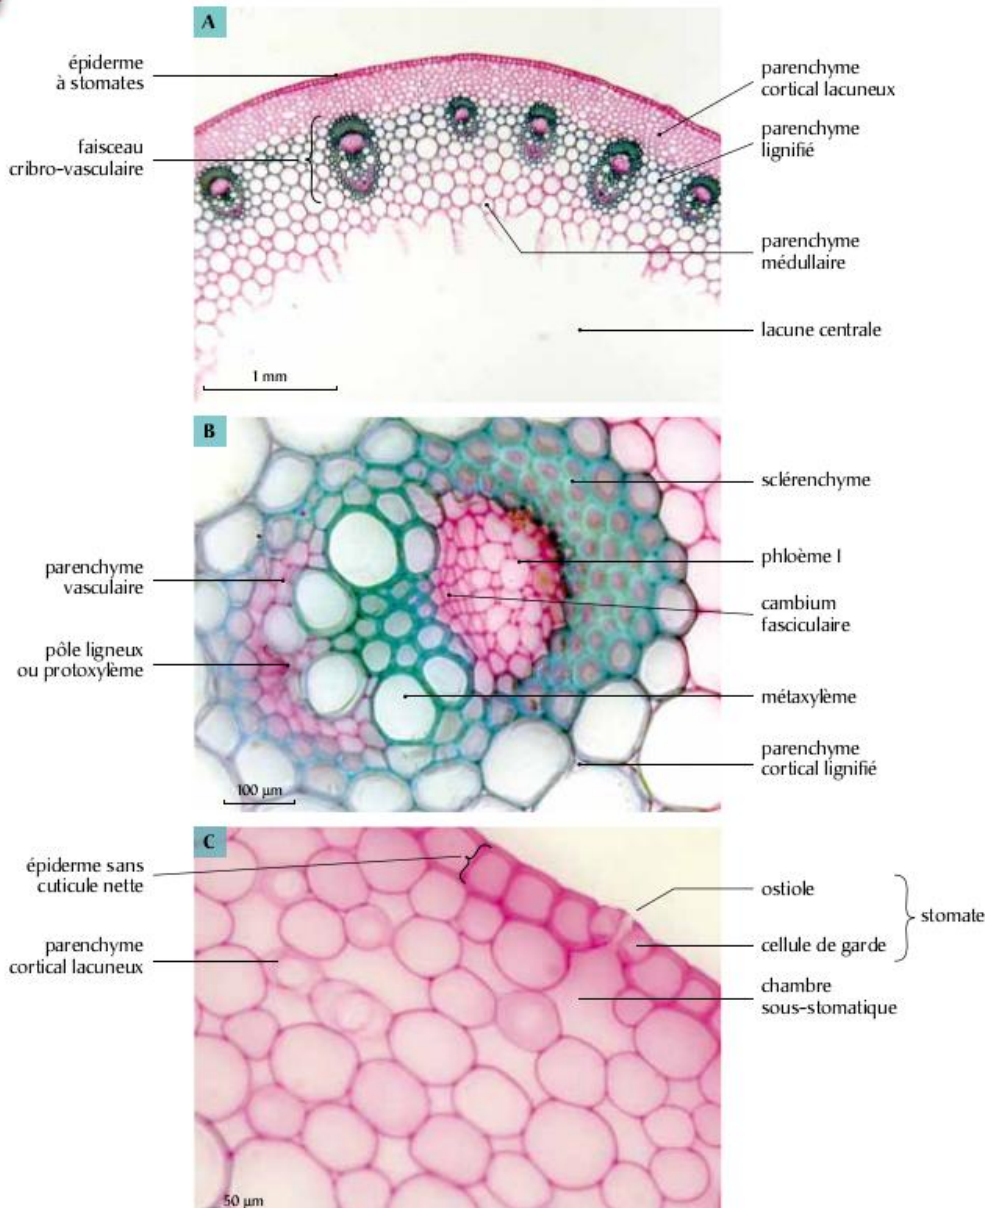 A
épiderme
à stomates
faisceau
cribro-vasculaire
parenchyme
cortical lacuneux
parenchyme
lignifié
parenchyme
médullaire
lacune centrale
1 mm
B
parenchyme
vasculaire
pôle ligneux
ou protoxylème
sclérenchyme
phloème I
cambium
fasciculaire
métaxylème
parenchyme
cortical lignifié
100 µm
C
épiderme sans
cuticule nette
parenchyme
cortical lacuneux
ostiole
stomate
cellule de garde
chambre
sous-stomatique
50 µm